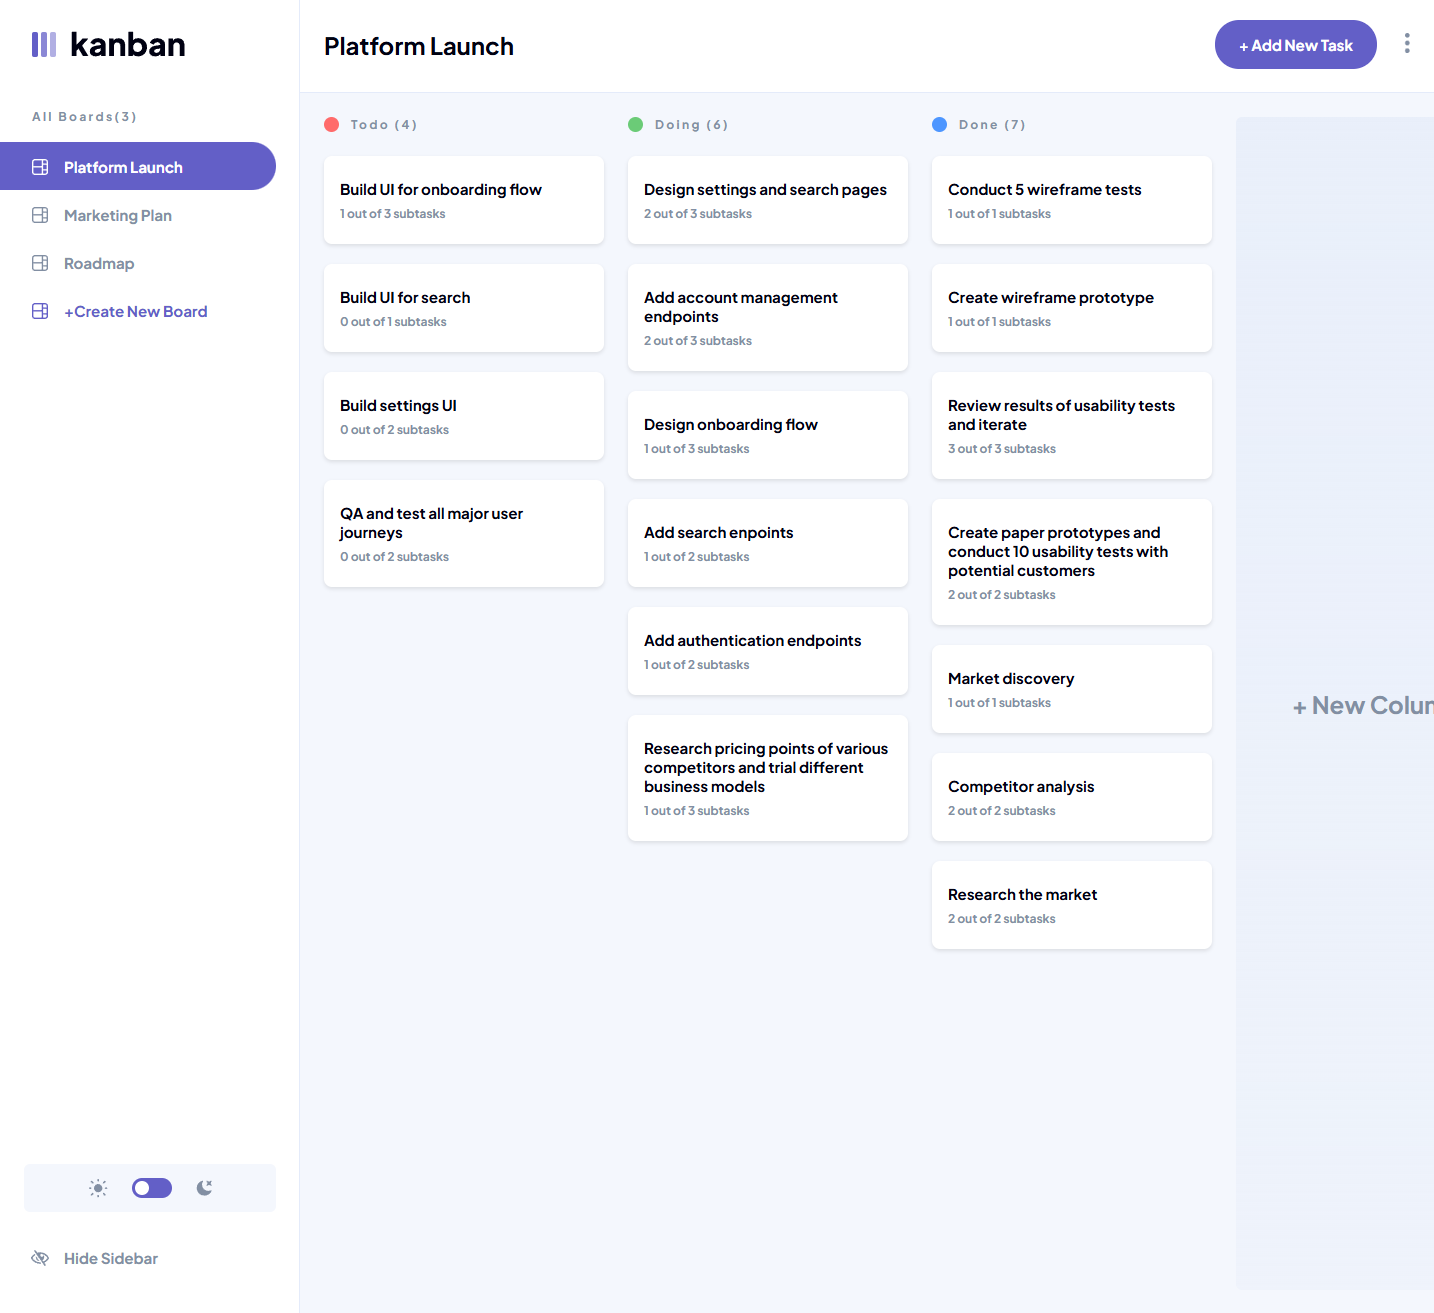 kanban
All Boards(3)
Platform Launch
Marketing Plan
Roadmap
+Create New Board
Hide Sidebar
Platform Launch
+ Add New Task
Todo (4)
Build UI for onboarding flow
1 out of 3 subtasks
Build UI for search
0 out of 1 subtasks
Build settings UI
0 out of 2 subtasks
QA and test all major user
journeys
0 out of 2 subtasks
Doing (6)
Design settings and search pages
2 out of 3 subtasks
Add account management
endpoints
2 out of 3 subtasks
Design onboarding flow
1 out of 3 subtasks
Add search enpoints
1 out of 2 subtasks
Add authentication endpoints
1 out of 2 subtasks
Research pricing points of various
competitors and trial different
business models
1 out of 3 subtasks
Done (7)
Conduct 5 wireframe tests
1 out of 1 subtasks
Create wireframe prototype
1 out of 1 subtasks
Review results of usability tests
and iterate
3 out of 3 subtasks
Create paper prototypes and
conduct 10 usability tests with
potential customers
2 out of 2 subtasks
Market discovery
1 out of 1 subtasks
Competitor analysis
2 out of 2 subtasks
Research the market
2 out of 2 subtasks
+ New